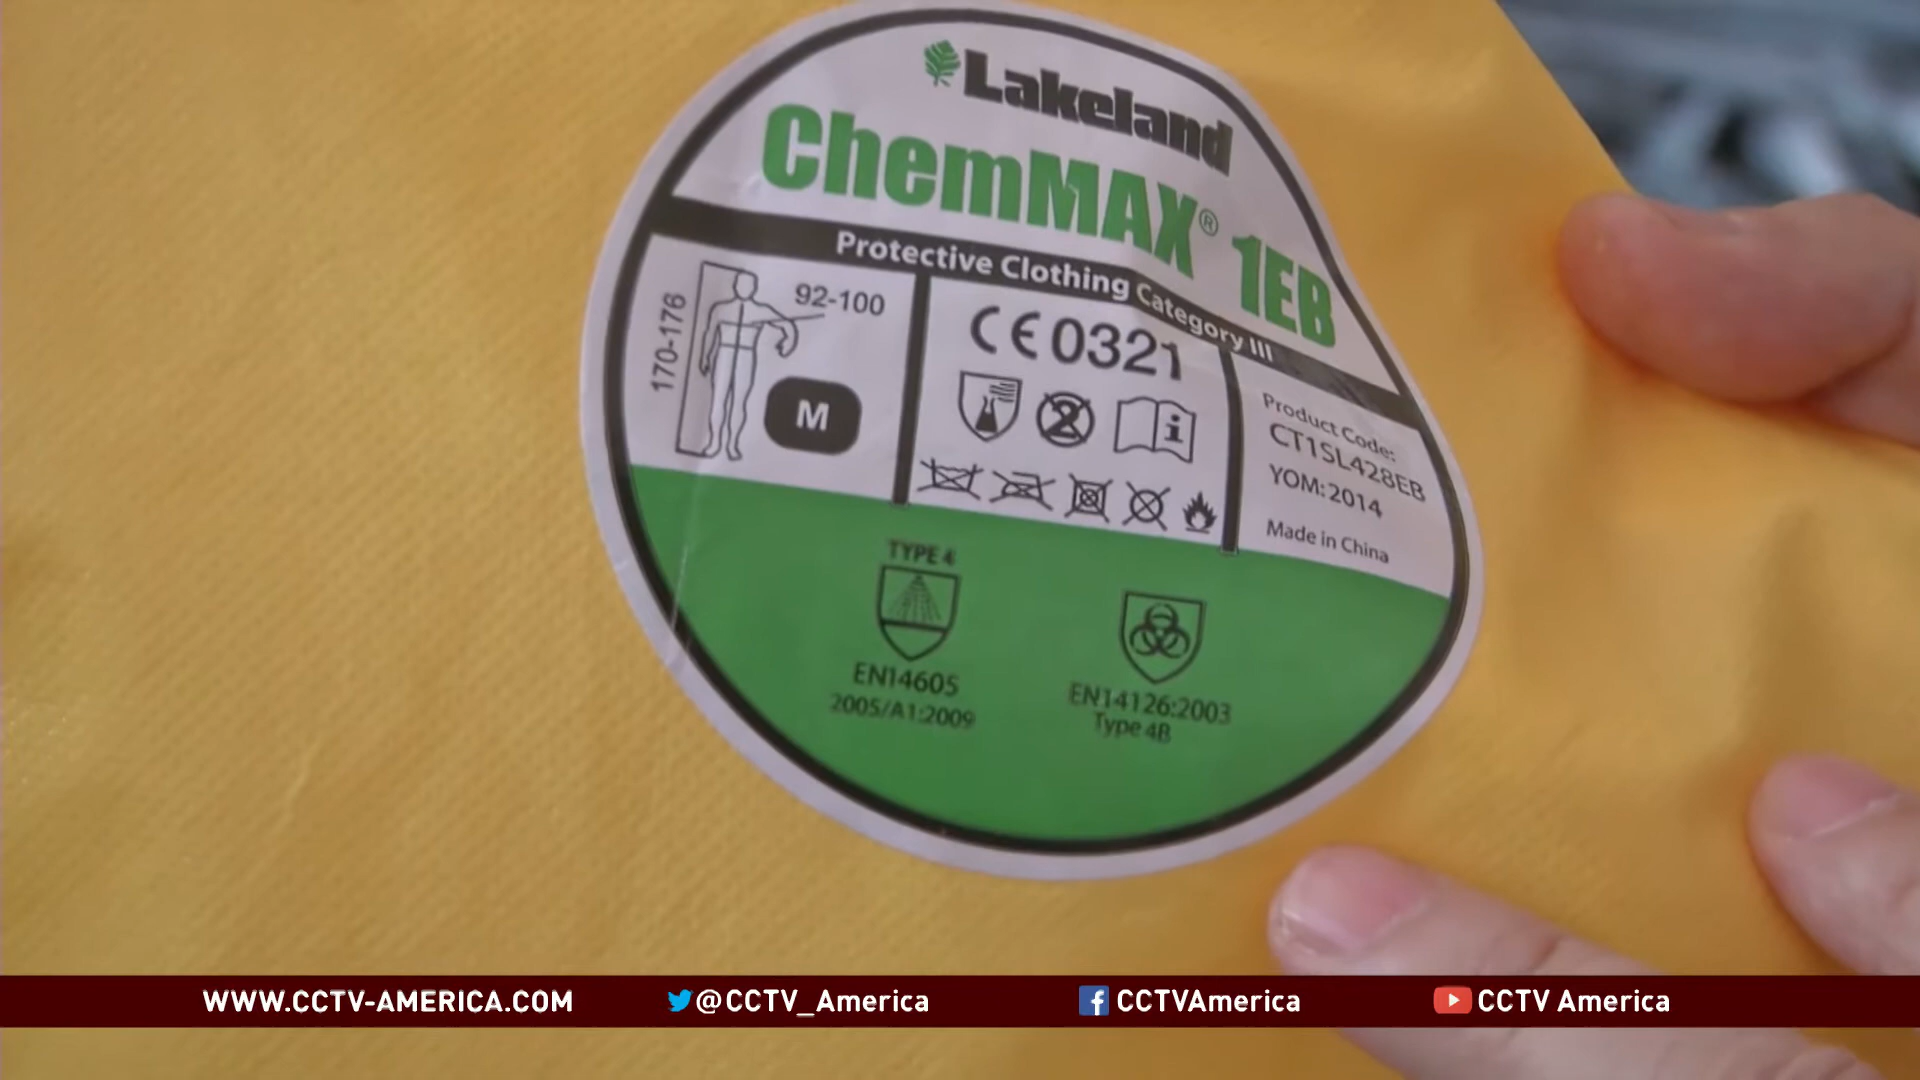 Lakeland
ChemMAX® 1EB
Protective Clothing Category III
170-176
92-100
M
CE 0321
2
i
Product Code:
CT1SL428EB
YOM:2014
Made in China
TYPE 4
EN14605
2005/A1:2009
EN14126:2003
Type 4B
WWW.CCTV-AMERICA.COM
@CCTV_America
f CCTVAmerica
CCTV America